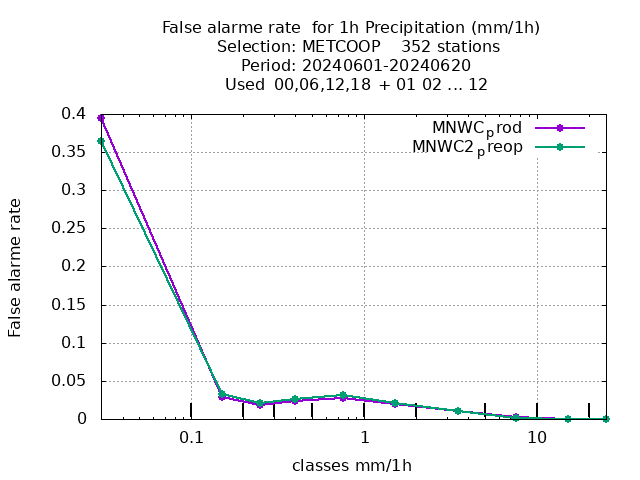 False alarme rate  for 1h Precipitation (mm/1h)
Selection: METCOOP    352 stations
Period: 20240601-20240620
Used  00,06,12,18 + 01 02 ... 12
MNWCprod
MNWC2preop
False alarme rate
0.4
0.35
0.3
0.25
0.2
0.15
0.1
0.05
0
0.1
1
10
classes mm/1h